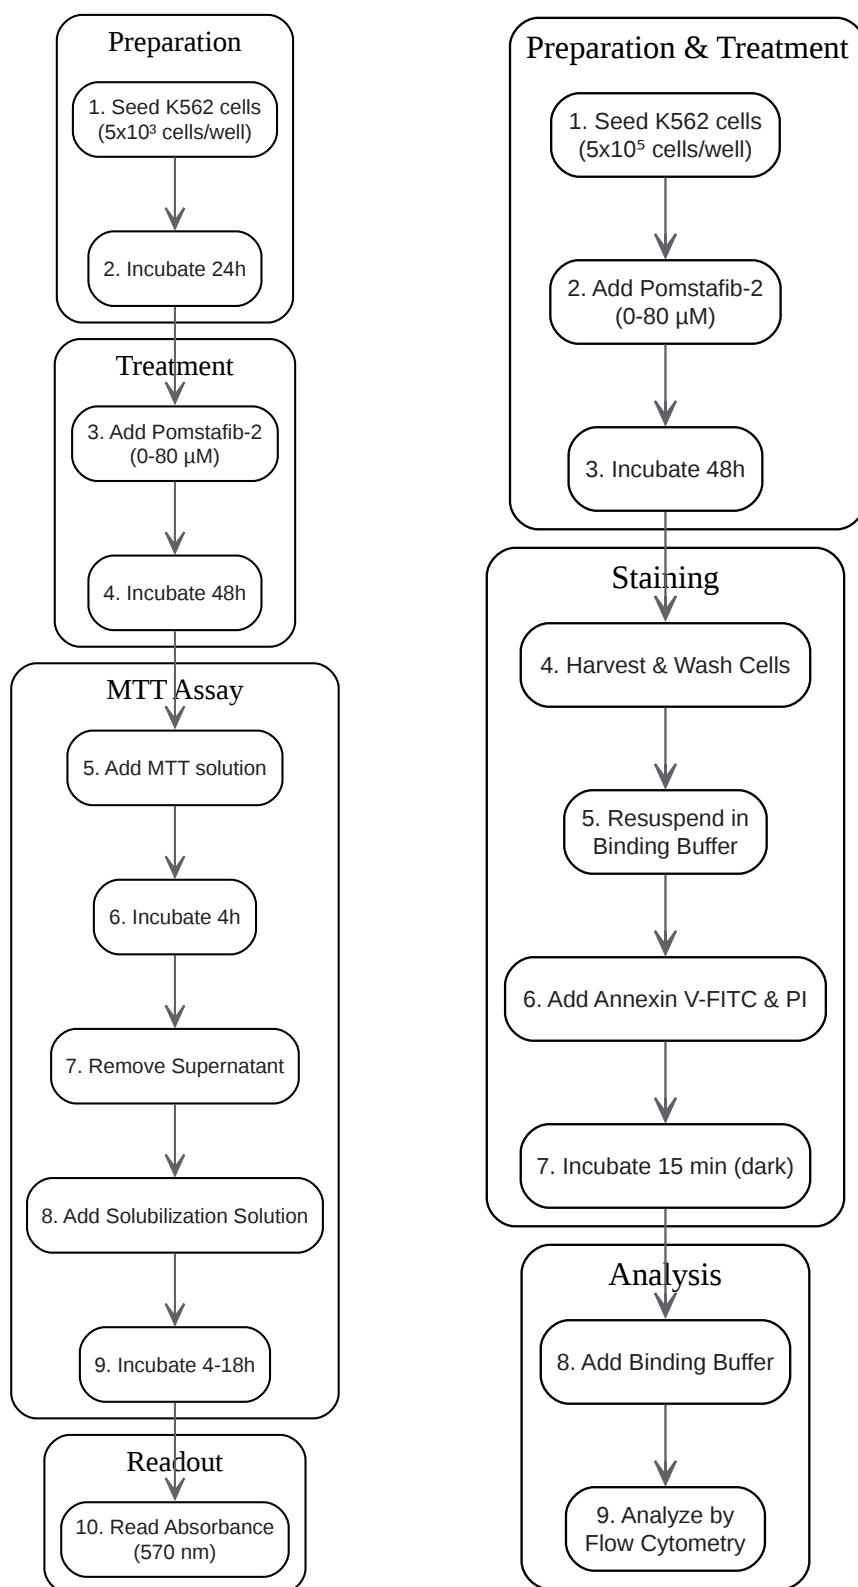 Preparation
1. Seed K562 cells
(5x10³ cells/well)
2. Incubate 24h
Treatment
3. Add Pomstafib-2
(0-80 µM)
4. Incubate 48h
MTT Assay
5. Add MTT solution
6. Incubate 4h
7. Remove Supernatant
8. Add Solubilization Solution
9. Incubate 4-18h
Readout
10. Read Absorbance
(570 nm)
Preparation & Treatment
1. Seed K562 cells
(5x10⁵ cells/well)
2. Add Pomstafib-2
(0-80 µM)
3. Incubate 48h
Staining
4. Harvest & Wash Cells
5. Resuspend in
Binding Buffer
6. Add Annexin V-FITC & PI
7. Incubate 15 min (dark)
Analysis
8. Add Binding Buffer
9. Analyze by
Flow Cytometry